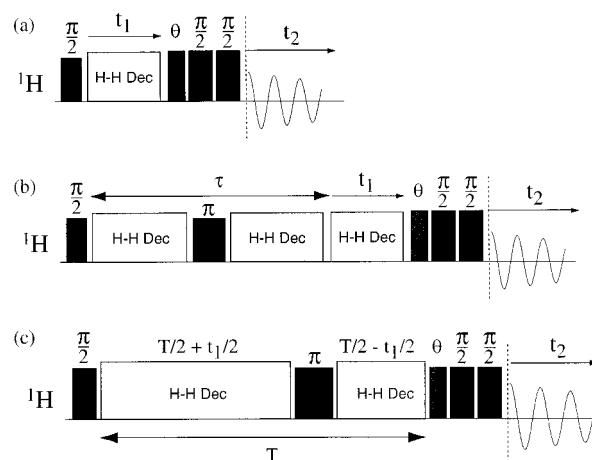 (a) π/2 t₁ θ π/2 π/2 t₂
¹H H-H Dec
(b) π/2 τ π t₁ θ π/2 π/2 t₂
¹H H-H Dec H-H Dec H-H Dec
(c) π/2 T/2 + t₁/2 π T/2 - t₁/2 θ π/2 π/2 t₂
¹H H-H Dec H-H Dec
T